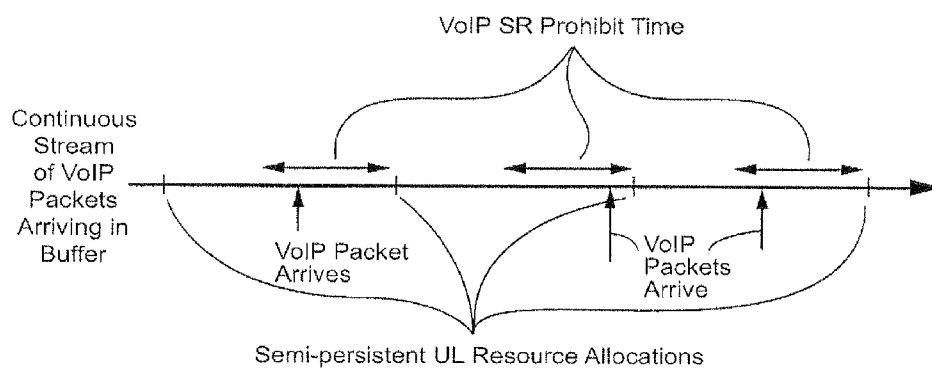 VoIP SR Prohibit Time
Continuous
Stream
of VoIP
Packets
Arriving in
Buffer
VoIP Packet
Arrives
VoIP
Packets
Arrive
Semi-persistent UL Resource Allocations